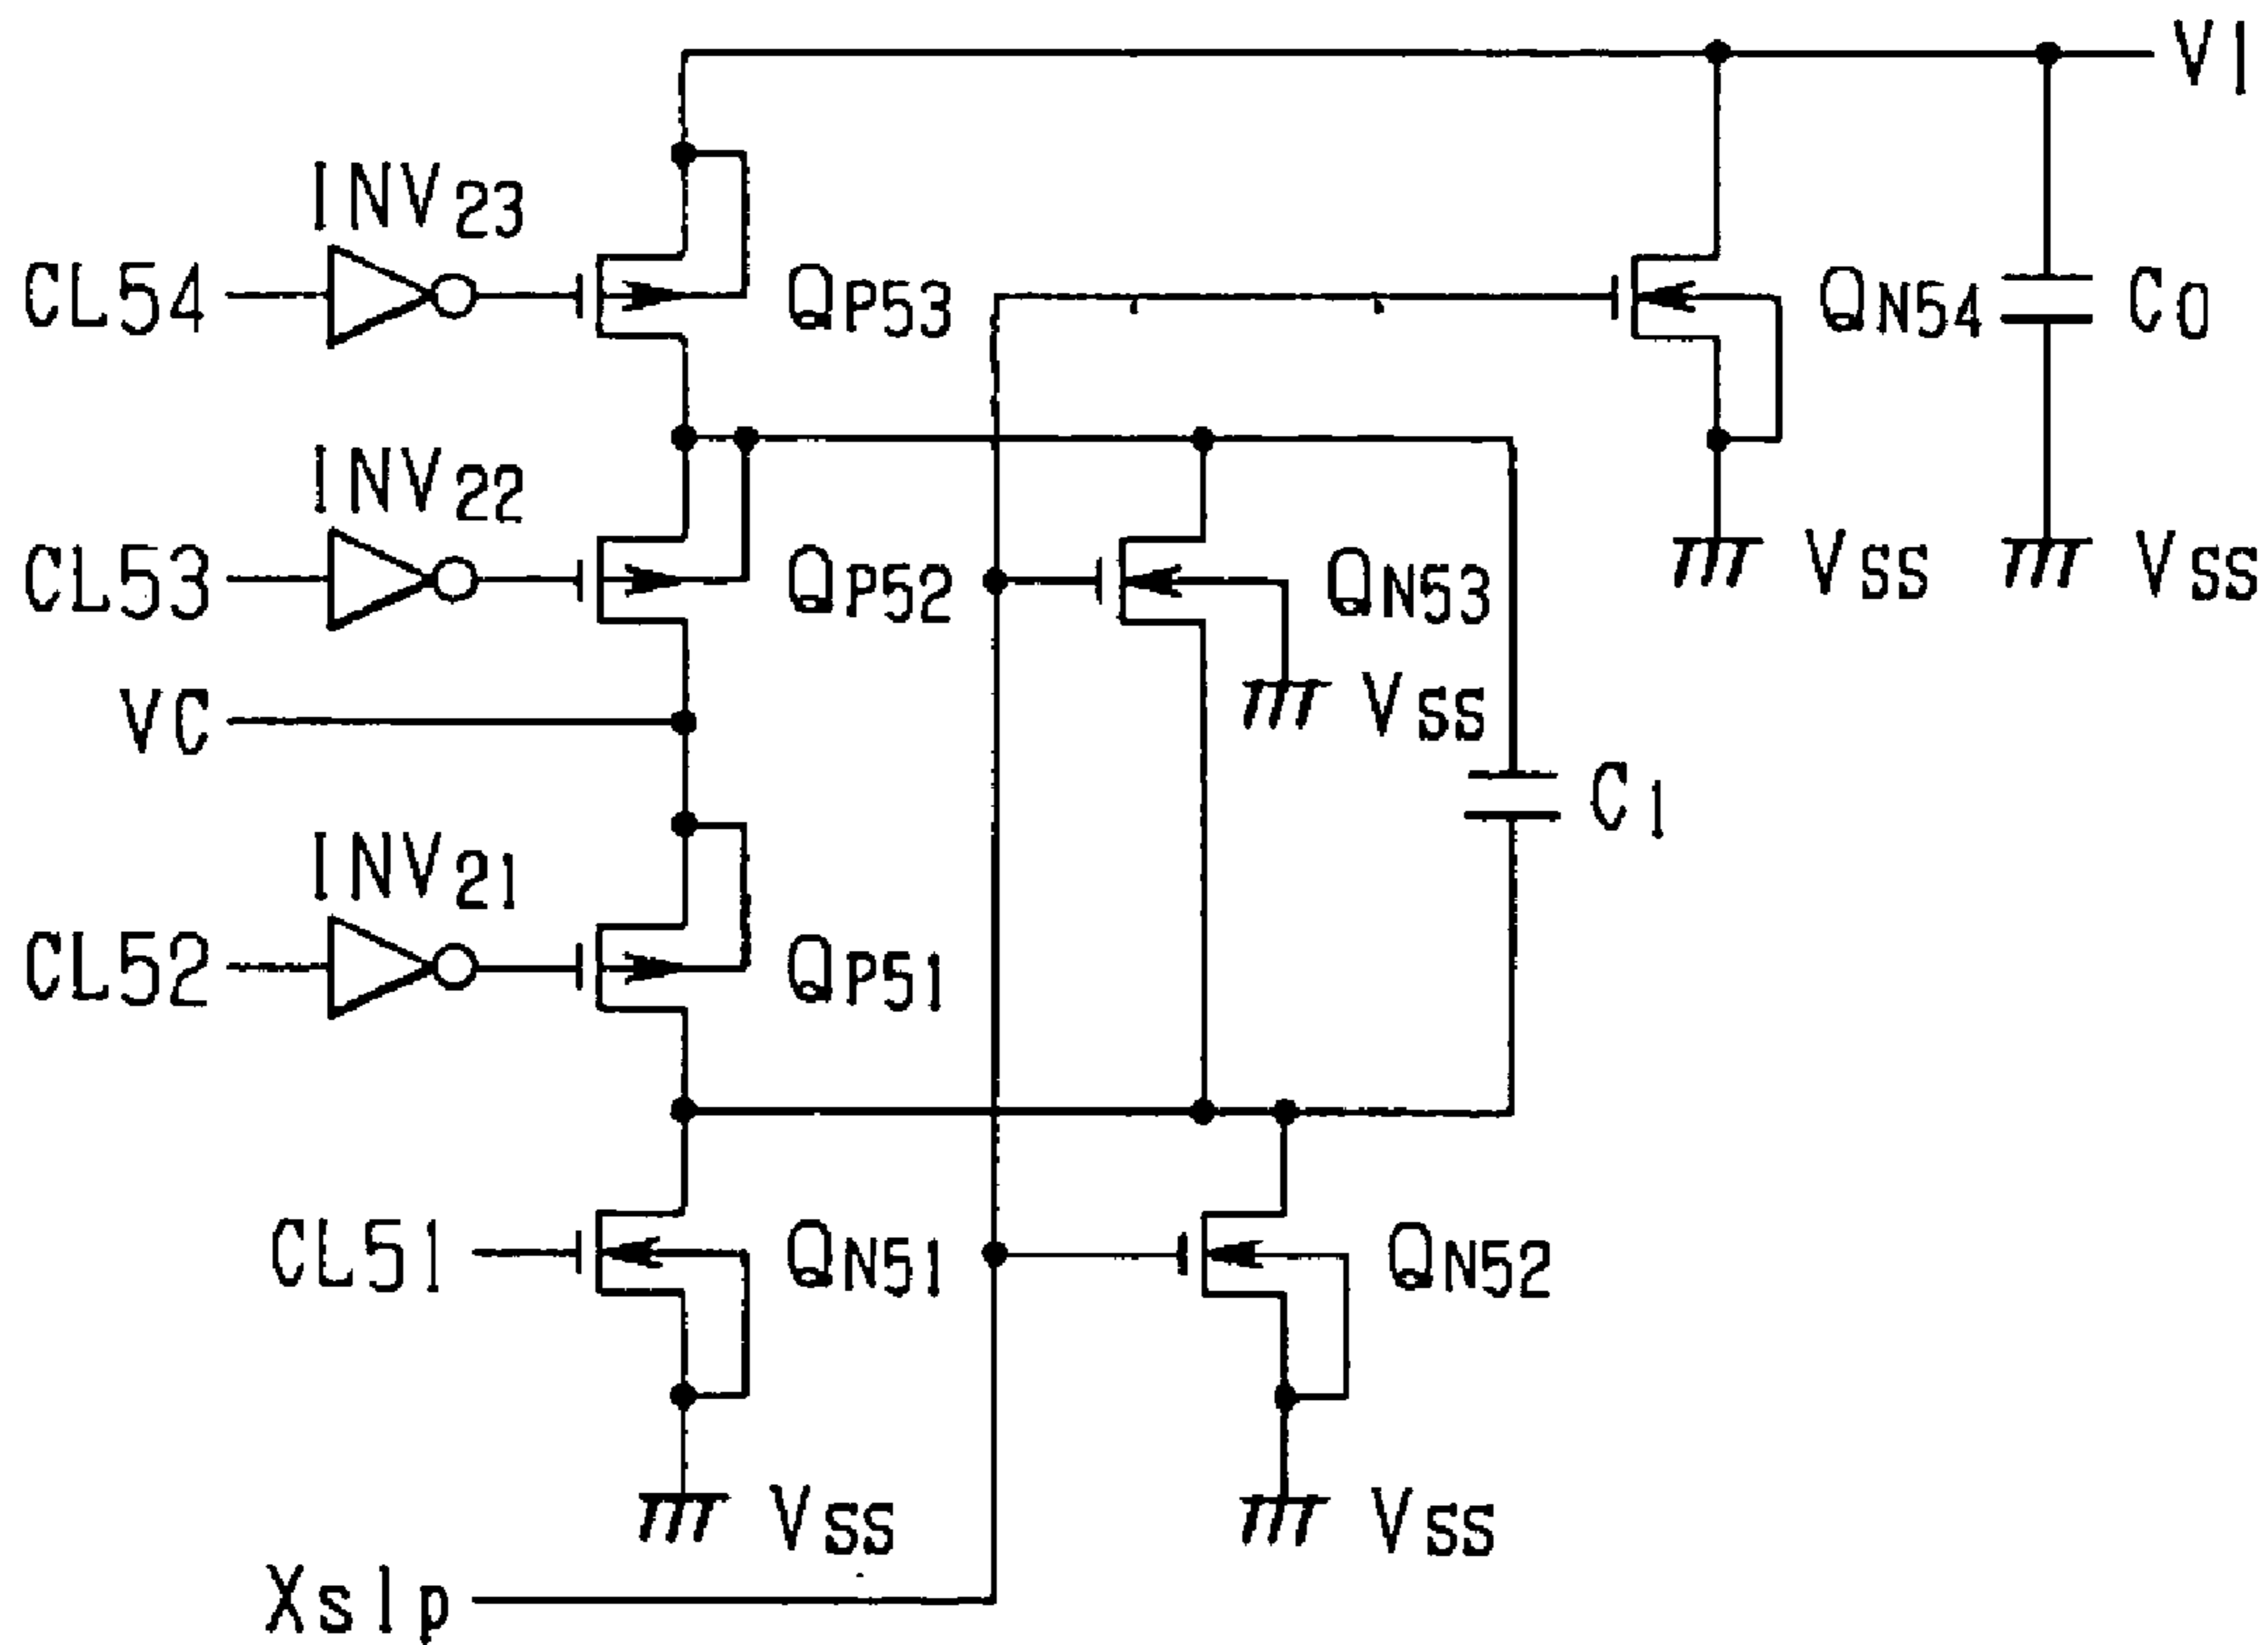 V1
INV23
CL54
QP53
QN54
C0
INV22
CL53
QP52
QN53
VSS
VSS
VC
VSS
C1
INV21
CL52
QP51
CL51
QN51
QN52
VSS
VSS
Xslp